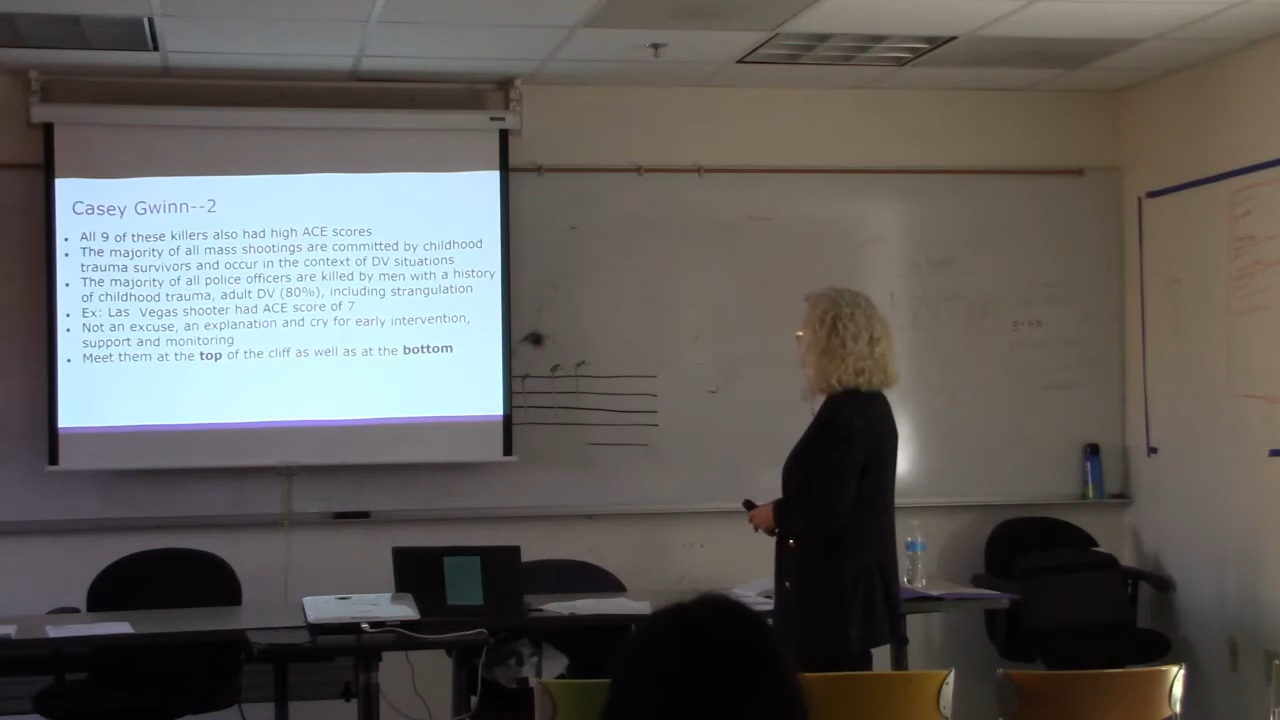 Casey Gwinn--2
• All 9 of these killers also had high ACE scores
• The majority of all mass shootings are committed by childhood
trauma survivors and occur in the context of DV situations
• The majority of all police officers are killed by men with a history
of childhood trauma, adult DV (80%), including strangulation
• Ex: Las  Vegas shooter had ACE score of 7
• Not an excuse, an explanation and cry for early intervention,
support and monitoring
• Meet them at the top of the cliff as well as at the bottom